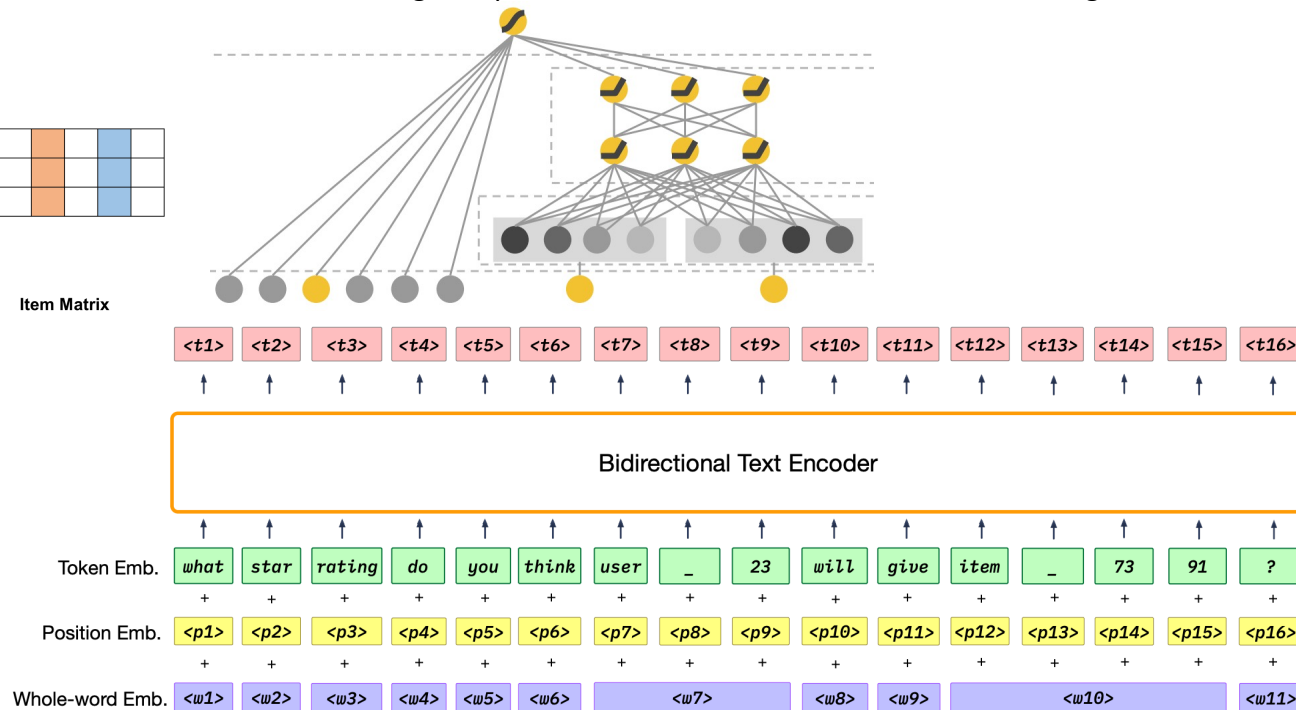 Item Matrix
<t1> <t2> <t3> <t4> <t5> <t6> <t7> <t8> <t9> <t10> <t11> <t12> <t13> <t14> <t15> <t16>
Bidirectional Text Encoder
Token Emb. what star rating do you think user _ 23 will give item _ 73 91 ?
+ + + + + + + + + + + + + + + +
Position Emb. <p1> <p2> <p3> <p4> <p5> <p6> <p7> <p8> <p9> <p10> <p11> <p12> <p13> <p14> <p15> <p16>
+ + + + + + + + + + + + + + + +
Whole-word Emb. <w1> <w2> <w3> <w4> <w5> <w6> <w7> <w8> <w9> <w10> <w11>